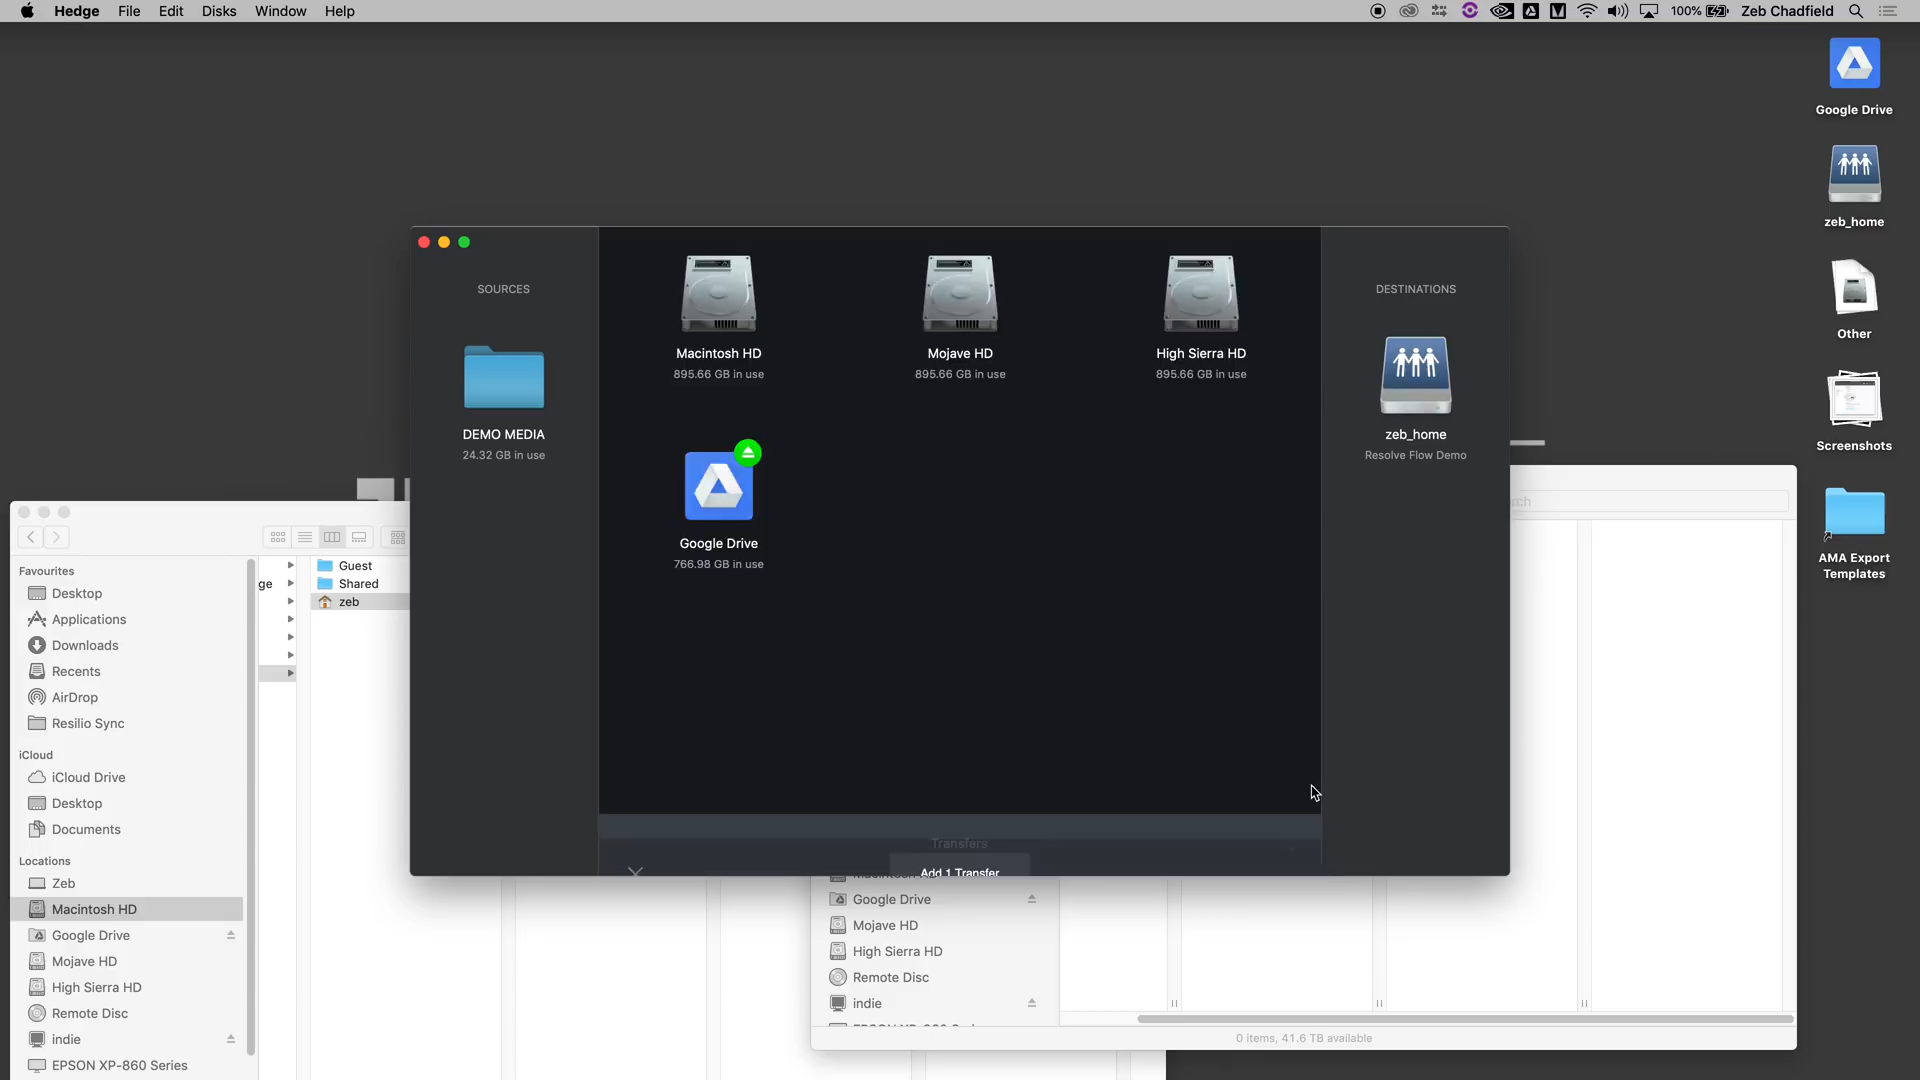 Hedge File Edit Disks Window Help
100% Zeb Chadfield
Google Drive
zeb_home
Other
Screenshots
AMA Export
Templates
SOURCES
DEMO MEDIA
24.32 GB in use
Macintosh HD
895.66 GB in use
Mojave HD
895.66 GB in use
High Sierra HD
895.66 GB in use
Google Drive
766.98 GB in use
DESTINATIONS
zeb_home
Resolve Flow Demo
Transfers
Add 1 Transfer
Favourites
Desktop
Applications
Downloads
Recents
AirDrop
Resilio Sync
iCloud
iCloud Drive
Desktop
Documents
Locations
Zeb
Macintosh HD
Google Drive
Mojave HD
High Sierra HD
Remote Disc
indie
EPSON XP-860 Series
ge
Guest
Shared
zeb
rch
Google Drive
Mojave HD
High Sierra HD
Remote Disc
indie
0 items, 41.6 TB available